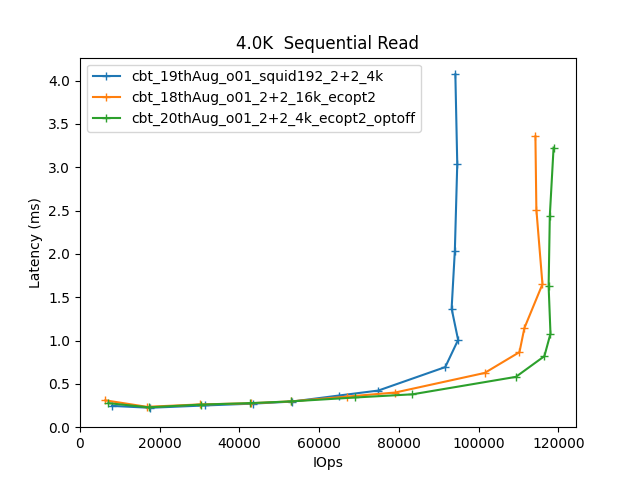 4.0K  Sequential Read
cbt_19thAug_o01_squid192_2+2_4k
cbt_18thAug_o01_2+2_16k_ecopt2
cbt_20thAug_o01_2+2_4k_ecopt2_optoff
Latency (ms)
4.0
3.5
3.0
2.5
2.0
1.5
1.0
0.5
0.0
0 20000 40000 60000 80000 100000 120000
IOps